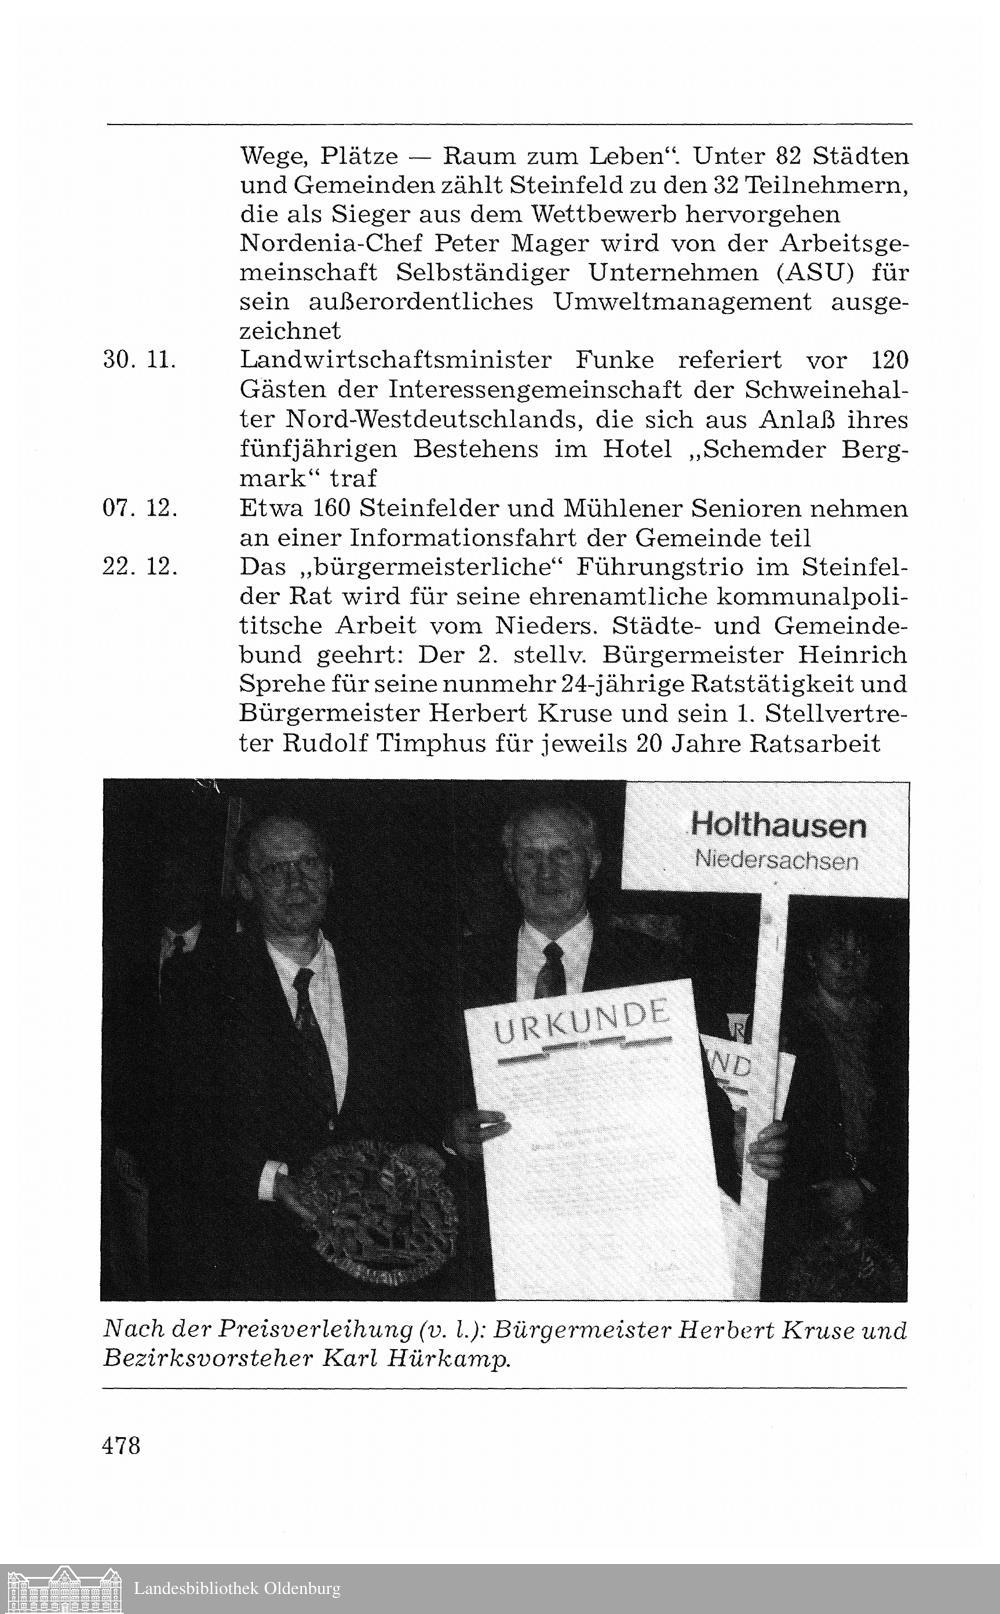 Wege, Plätze — Raum zum Leben“. Unter 82 Städten
und Gemeinden zählt Steinfeld zu den 32 Teilnehmern,
die als Sieger aus dem Wettbewerb hervorgehen
Nordenia-Chef Peter Mager wird von der Arbeitsge-
meinschaft Selbständiger Unternehmen (ASU) für
sein außerordentliches Umweltmanagement ausge-
zeichnet
30. 11. Landwirtschaftsminister Funke referiert vor 120
Gästen der Interessengemeinschaft der Schweinehal-
ter Nord-Westdeutschlands, die sich aus Anlaß ihres
fünfjährigen Bestehens im Hotel „Schemder Berg-
mark“ traf
07. 12. Etwa 160 Steinfelder und Mühlener Senioren nehmen
an einer Informationsfahrt der Gemeinde teil
22. 12. Das „bürgermeisterliche“ Führungstrio im Steinfel-
der Rat wird für seine ehrenamtliche kommunalpoli-
titsche Arbeit vom Nieders. Städte- und Gemeinde-
bund geehrt: Der 2. stellv. Bürgermeister Heinrich
Sprehe für seine nunmehr 24-jährige Ratstätigkeit und
Bürgermeister Herbert Kruse und sein 1. Stellvertre-
ter Rudolf Timphus für jeweils 20 Jahre Ratsarbeit
Holthausen
Niedersachsen
URKUNDE
ND
Nach der Preisverleihung (v. l.): Bürgermeister Herbert Kruse und
Bezirksvorsteher Karl Hürkamp.
478
Landesbibliothek Oldenburg